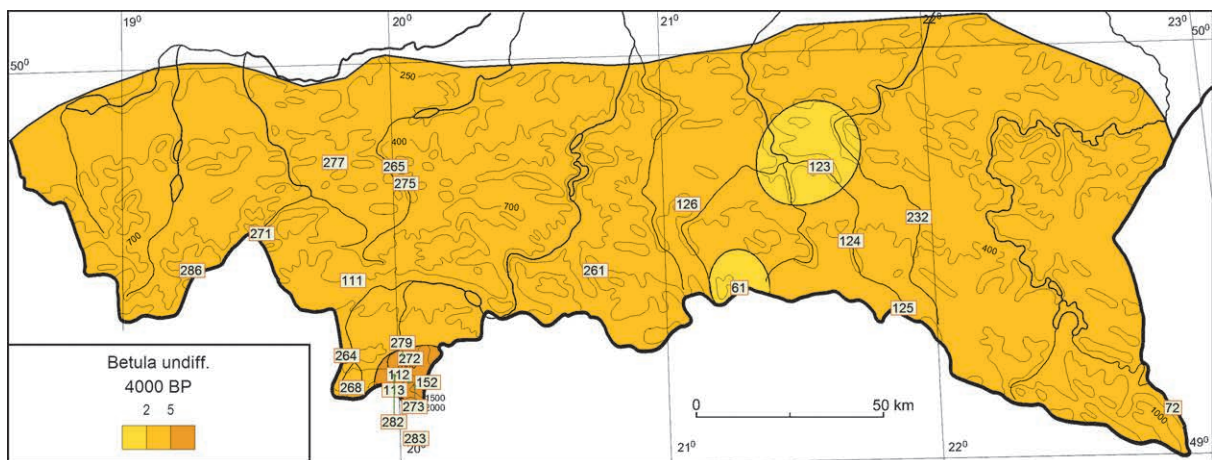 19⁰ 20⁰ 21⁰ 22⁰ 23⁰
50⁰ 50⁰
250
400
277 265 123
275
126
700 232
700 271 124 400
286 261
111 61
125
279
264 272
112
268 113 152
1500
273 2000
72
282 1000
283
20⁰ 21⁰ 22⁰ 49⁰
Betula undiff.
4000 BP
2 5
0 50 km